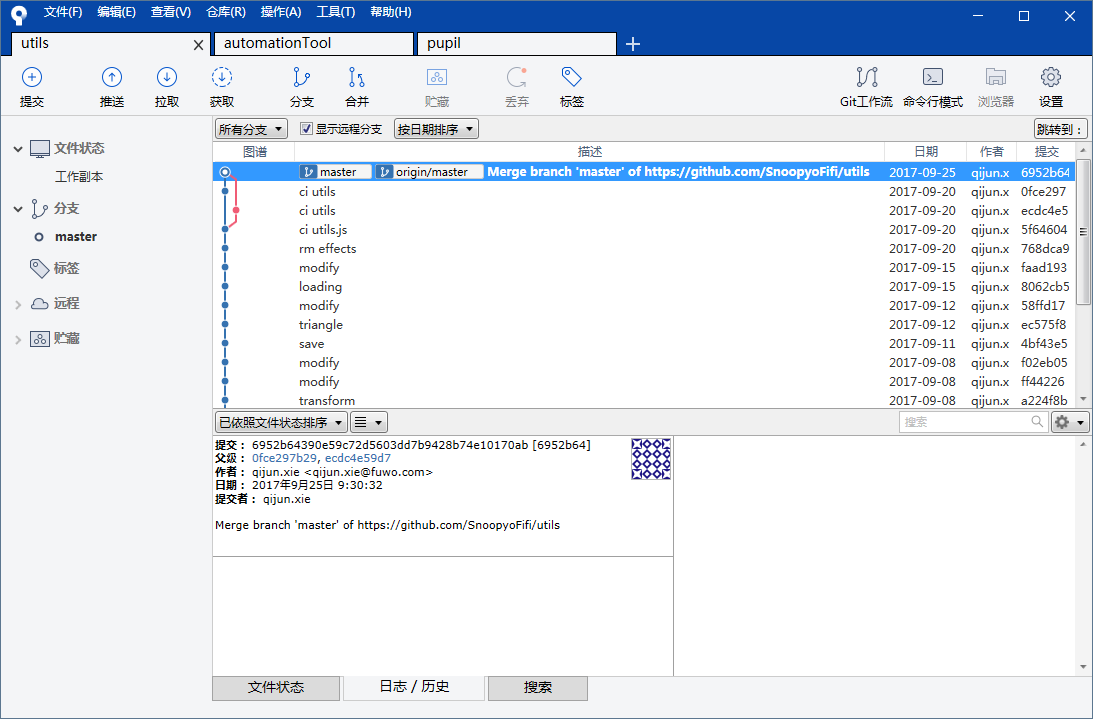 文件(F) 编辑(E) 查看(V) 仓库(R) 操作(A) 工具(T) 帮助(H)
utils automationTool pupil
提交 推送 拉取 获取 分支 合并 贮藏 丢弃 标签 Git工作流 命令行模式 浏览器 设置
所有分支 显示远程分支 按日期排序 跳转到：
文件状态
工作副本
分支
master
标签
远程
贮藏
图谱 描述 日期 作者 提交
master origin/master Merge branch 'master' of https://github.com/SnoopyoFifi/utils 2017-09-25 qijun.x 6952b64
ci utils 2017-09-20 qijun.x 0fce297
ci utils 2017-09-20 qijun.x ecdc4e5
ci utils.js 2017-09-20 qijun.x 5f64604
rm effects 2017-09-20 qijun.x 768dca9
modify 2017-09-15 qijun.x faad193
loading 2017-09-15 qijun.x 8062cb5
modify 2017-09-12 qijun.x 58ffd17
triangle 2017-09-12 qijun.x ec575f8
save 2017-09-11 qijun.x 4bf43e5
modify 2017-09-08 qijun.x f02eb05
modify 2017-09-08 qijun.x ff44226
transform 2017-09-08 qijun.x a224f8b
已依照文件状态排序 搜索
提交： 6952b64390e59c72d5603dd7b9428b74e10170ab [6952b64]
父级： 0fce297b29, ecdc4e59d7
作者： qijun.xie <qijun.xie@fuwo.com>
日期： 2017年9月25日 9:30:32
提交者： qijun.xie
Merge branch 'master' of https://github.com/SnoopyoFifi/utils
文件状态 日志 / 历史 搜索